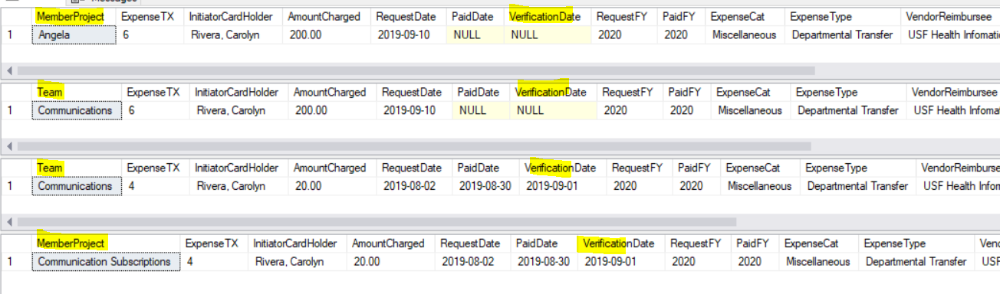 Messages
MemberProject ExpenseTX InitiatorCardHolder AmountCharged RequestDate PaidDate VerificationDate RequestFY PaidFY ExpenseCat ExpenseType VendorReimbursee
1 Angela 6 Rivera, Carolyn 200.00 2019-09-10 NULL NULL 2020 2020 Miscellaneous Departmental Transfer USF Health Infomatic
Team ExpenseTX InitiatorCardHolder AmountCharged RequestDate PaidDate VerificationDate RequestFY PaidFY ExpenseCat ExpenseType VendorReimbursee
1 Communications 6 Rivera, Carolyn 200.00 2019-09-10 NULL NULL 2020 2020 Miscellaneous Departmental Transfer USF Health Infomat
Team ExpenseTX InitiatorCardHolder AmountCharged RequestDate PaidDate VerificationDate RequestFY PaidFY ExpenseCat ExpenseType VendorReimburse
1 Communications 4 Rivera, Carolyn 20.00 2019-08-02 2019-08-30 2019-09-01 2020 2020 Miscellaneous Departmental Transfer USF Health Infom
MemberProject ExpenseTX InitiatorCardHolder AmountCharged RequestDate PaidDate VerificationDate RequestFY PaidFY ExpenseCat ExpenseType Vend
1 Communication Subscriptions 4 Rivera, Carolyn 20.00 2019-08-02 2019-08-30 2019-09-01 2020 2020 Miscellaneous Departmental Transfer USF